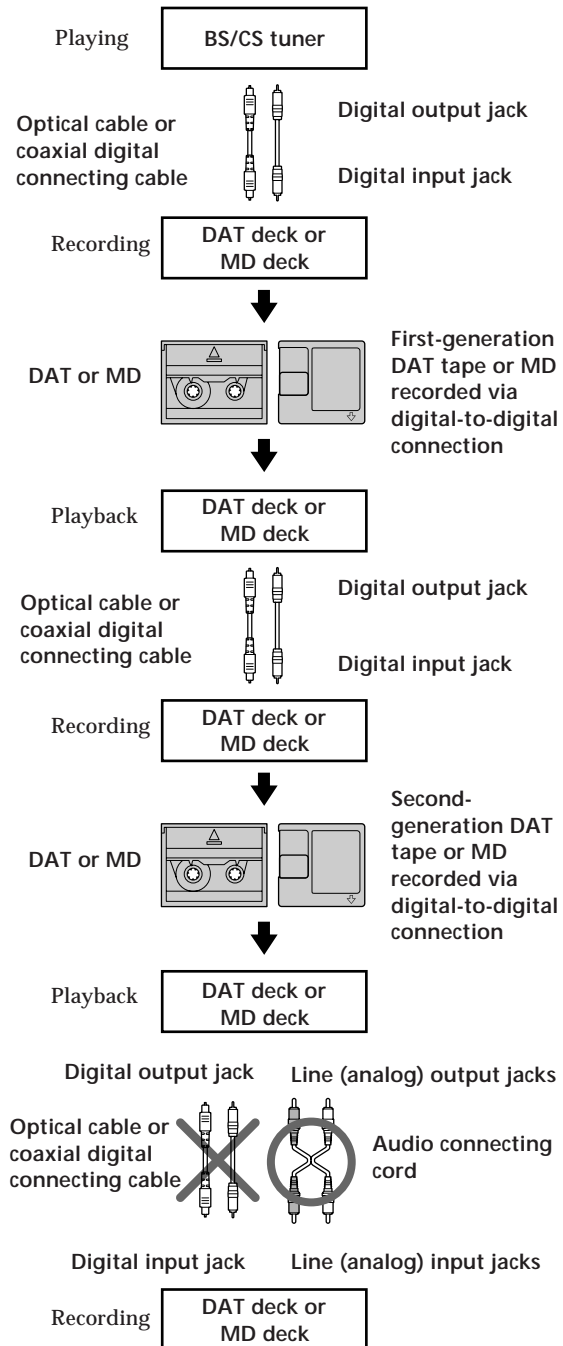 Playing
BS/CS tuner
Optical cable or
coaxial digital
connecting cable
Digital output jack
Digital input jack
Recording
DAT deck or
MD deck
DAT or MD
First-generation
DAT tape or MD
recorded via
digital-to-digital
connection
Playback
DAT deck or
MD deck
Optical cable or
coaxial digital
connecting cable
Digital output jack
Digital input jack
Recording
DAT deck or
MD deck
DAT or MD
Second-
generation DAT
tape or MD
recorded via
digital-to-digital
connection
Playback
DAT deck or
MD deck
Digital output jack
Line (analog) output jacks
Optical cable or
coaxial digital
connecting cable
Audio connecting
cord
Digital input jack
Line (analog) input jacks
Recording
DAT deck or
MD deck